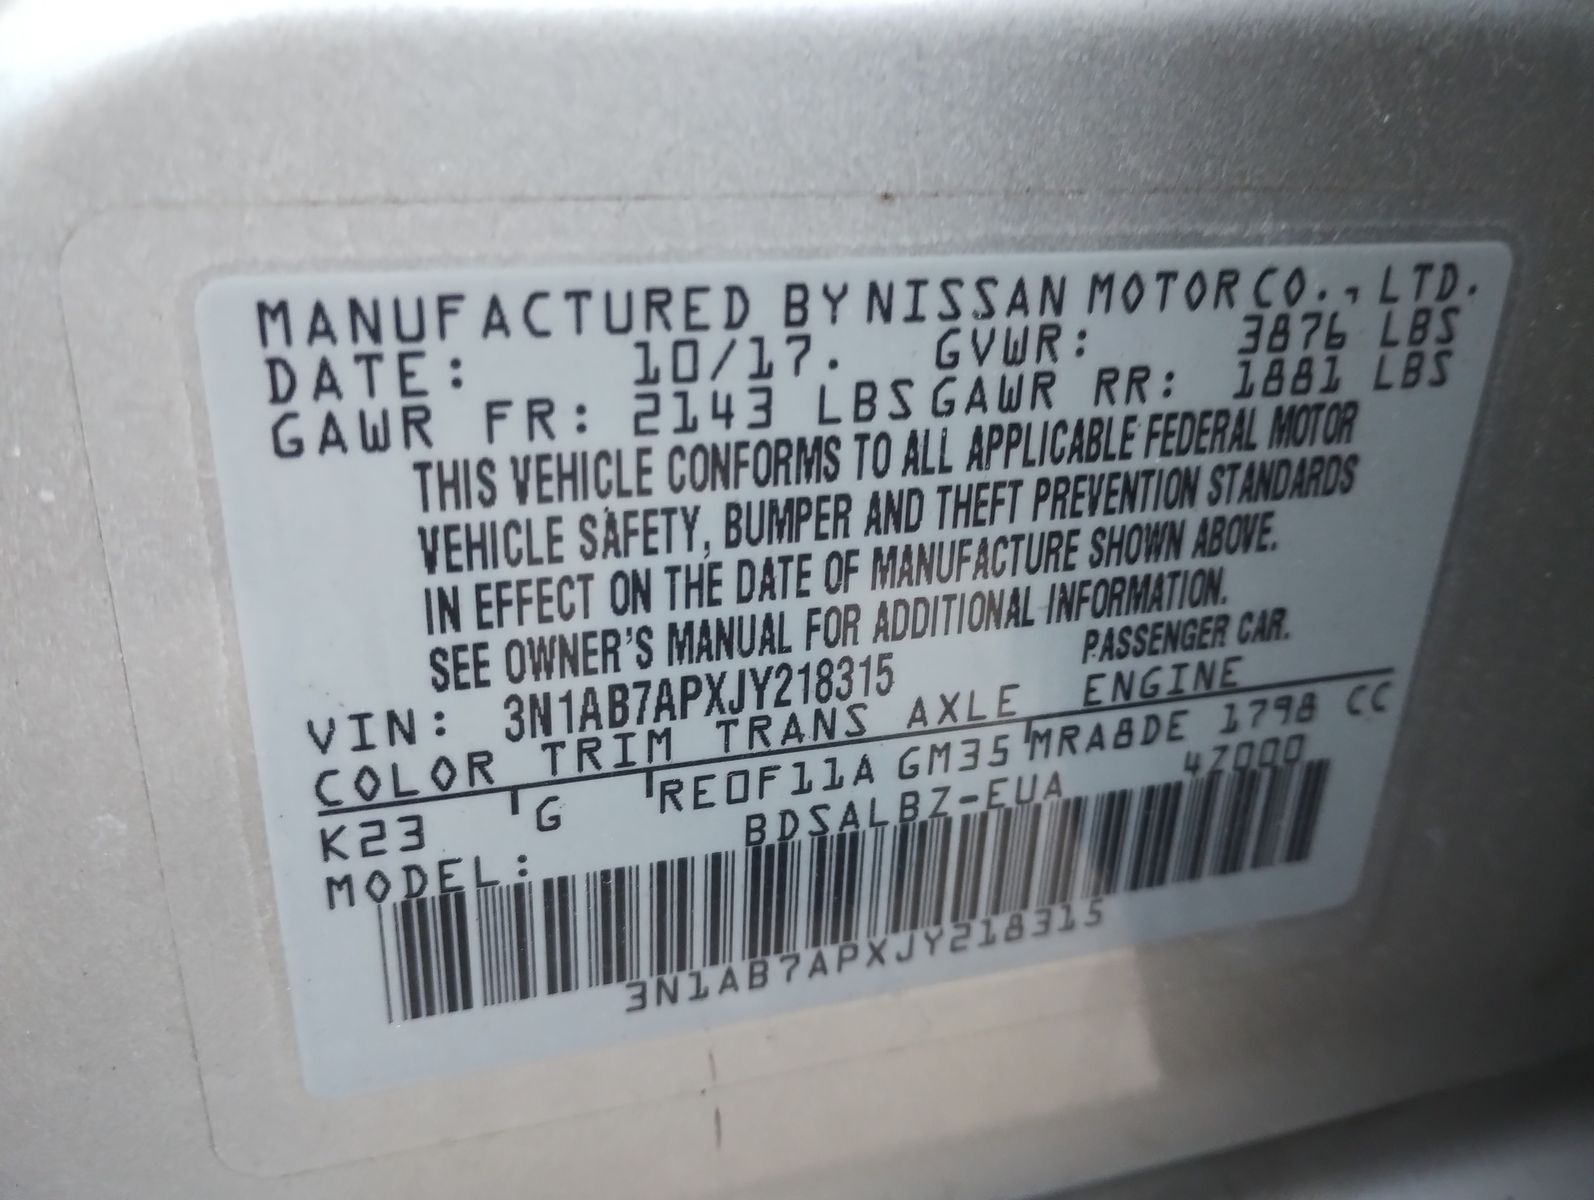 MANUFACTURED BY NISSAN MOTOR CO., LTD.
DATE: 10/17. GVWR: 3876 LBS
GAWR FR: 2143 LBS GAWR RR: 1881 LBS
THIS VEHICLE CONFORMS TO ALL APPLICABLE FEDERAL MOTOR
VEHICLE SAFETY, BUMPER AND THEFT PREVENTION STANDARDS
IN EFFECT ON THE DATE OF MANUFACTURE SHOWN ABOVE.
SEE OWNER'S MANUAL FOR ADDITIONAL INFORMATION.
VIN: 3N1AB7APXJY218315 PASSENGER CAR.
COLOR TRIM TRANS AXLE ENGINE
K23 G RE0F11A GM35 MRA8DE 1798 CC
MODEL: BDSALBZ-EUA 47000
3N1AB7APXJY218315